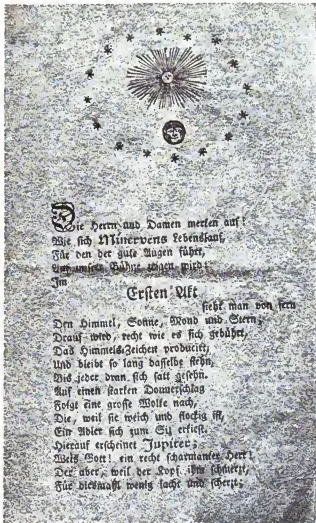 Die Herrn und Damen merken auf!
Wie sich Minervens Lebenslauf,
Für den der gute Augen führt,
Auf unsrer Bühne zeigen wird:
Im
Ersten Akt
sieht man von fern
Den Himmel, Sonne, Mond und Stern;
Drauf wird, recht wie es sich gebührt,
Das Himmels-Zeichen producirt,
Und bleibt so lang dasselbe stehn,
Bis jeder dran sich satt gesehn.
Auf einen starken Donnerschlag
Folgt eine grosse Wolke nach,
Die, weil sie weich und flockig ist,
Ein Adler sich zum Sitz erkiest.
Hierauf erscheinet Jupiter;
Weis Gott! ein recht scharmanter Herr!
Der aber, weil der Kopf ihm schmerzt,
Für diesmahl wenig lacht und scherzt;